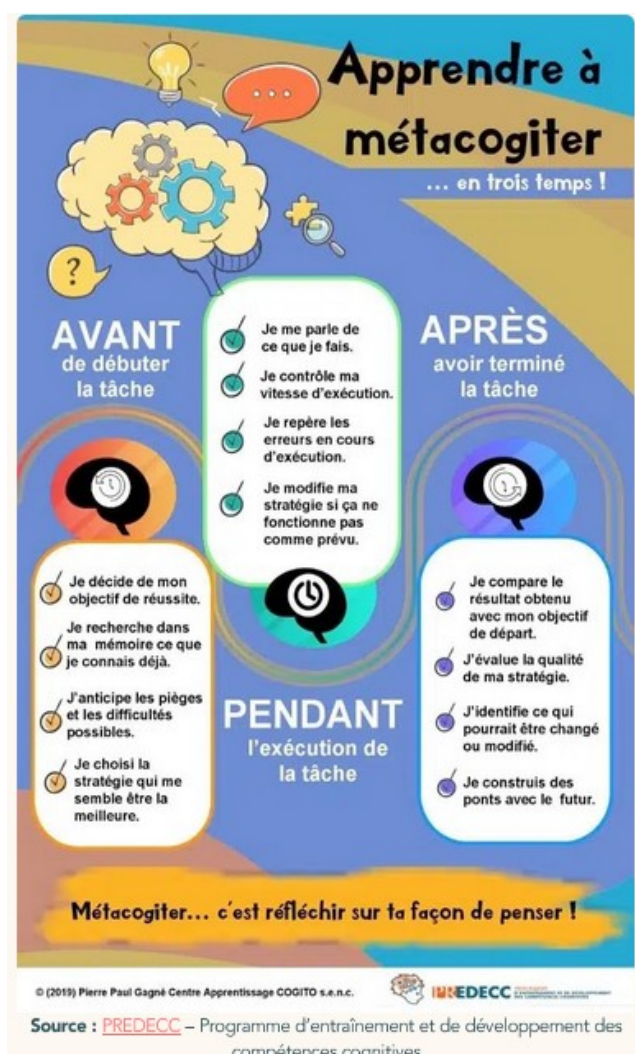 Apprendre à
métacogiter
... en trois temps !
?
AVANT
de débuter
la tâche
Je décide de mon
objectif de réussite.
Je recherche dans
ma mémoire ce que
je connais déjà.
J'anticipe les pièges
et les difficultés
possibles.
Je choisi la
stratégie qui me
semble être la
meilleure.
Je me parle de
ce que je fais.
Je contrôle ma
vitesse d'exécution.
Je repère les
erreurs en cours
d'exécution.
Je modifie ma
stratégie si ça ne
fonctionne pas
comme prévu.
PENDANT
l'exécution de
la tâche
APRÈS
avoir terminé
la tâche
Je compare le
résultat obtenu
avec mon objectif
de départ.
J'évalue la qualité
de ma stratégie.
J'identifie ce qui
pourrait être changé
ou modifié.
Je construis des
ponts avec le futur.
Métacogiter... c'est réfléchir sur ta façon de penser !
© (2019) Pierre Paul Gagné Centre Apprentissage COGITO s.e.n.c.
PREDECC
Source : PREDECC – Programme d'entraînement et de développement des
compétences cognitives